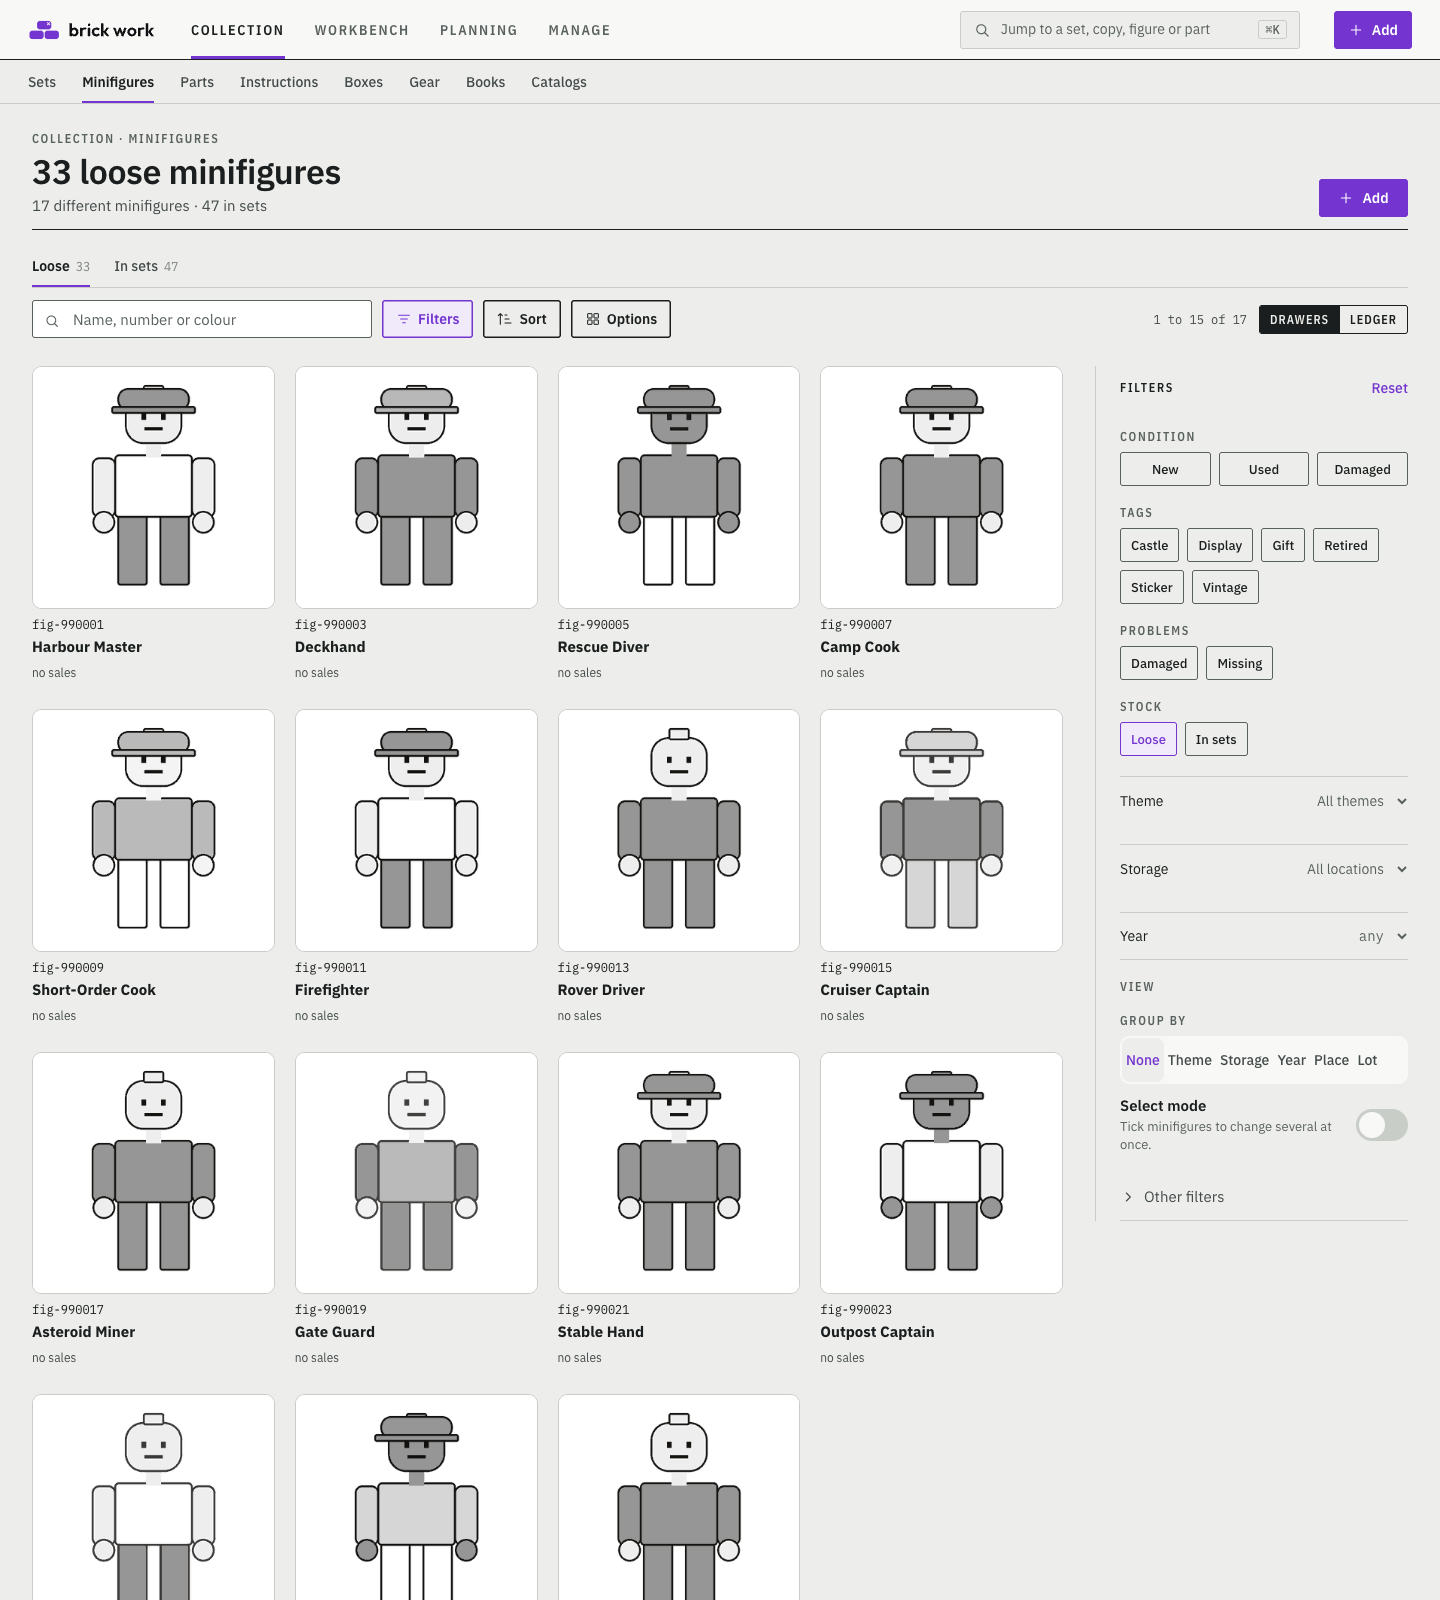 brick work
COLLECTION WORKBENCH PLANNING MANAGE
Jump to a set, copy, figure or part ⌘K
+ Add
Sets Minifigures Parts Instructions Boxes Gear Books Catalogs
COLLECTION · MINIFIGURES
33 loose minifigures
17 different minifigures · 47 in sets
+ Add
Loose 33 In sets 47
Name, number or colour
Filters Sort Options
1 to 15 of 17 DRAWERS LEDGER
fig-990001
Harbour Master
no sales
fig-990003
Deckhand
no sales
fig-990005
Rescue Diver
no sales
fig-990007
Camp Cook
no sales
fig-990009
Short-Order Cook
no sales
fig-990011
Firefighter
no sales
fig-990013
Rover Driver
no sales
fig-990015
Cruiser Captain
no sales
fig-990017
Asteroid Miner
no sales
fig-990019
Gate Guard
no sales
fig-990021
Stable Hand
no sales
fig-990023
Outpost Captain
no sales
FILTERS Reset
CONDITION
New Used Damaged
TAGS
Castle Display Gift Retired
Sticker Vintage
PROBLEMS
Damaged Missing
STOCK
Loose In sets
Theme All themes
Storage All locations
Year any
VIEW
GROUP BY
None Theme Storage Year Place Lot
Select mode
Tick minifigures to change several at
once.
Other filters